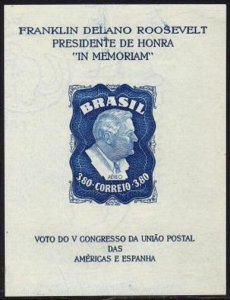 FRANKLIN DELANO ROOSEVELT
PRESIDENTE DE HONRA
"IN MEMORIAM"
BRASIL
AÉREO
3,80-CORREIO-3,80
VOTO DO V CONGRESSO DA UNIÃO POSTAL
DAS
AMÉRICAS E ESPANHA